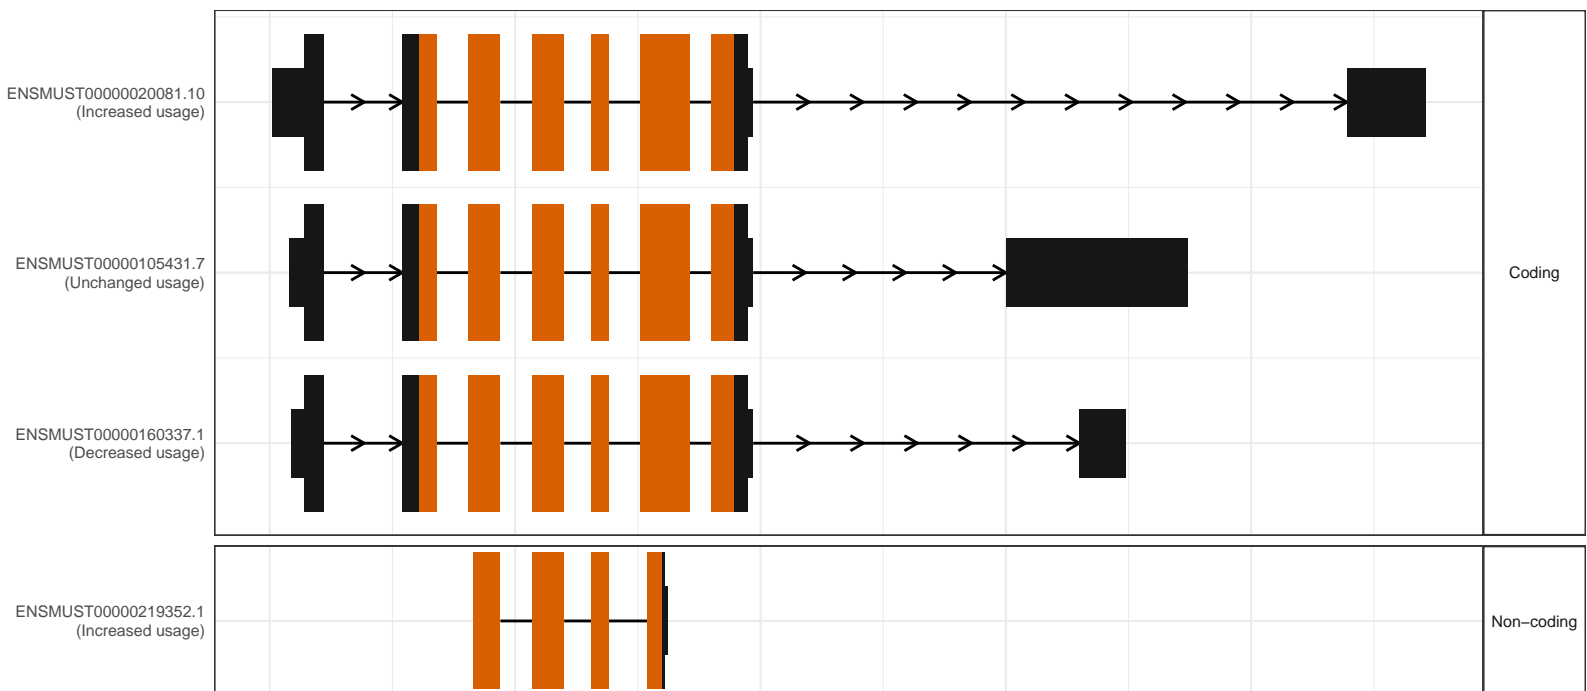 ENSMUST00000020081.10
(Increased usage)
ENSMUST00000105431.7
(Unchanged usage)
Coding
ENSMUST00000160337.1
(Decreased usage)
ENSMUST00000219352.1
(Increased usage)
Non−coding